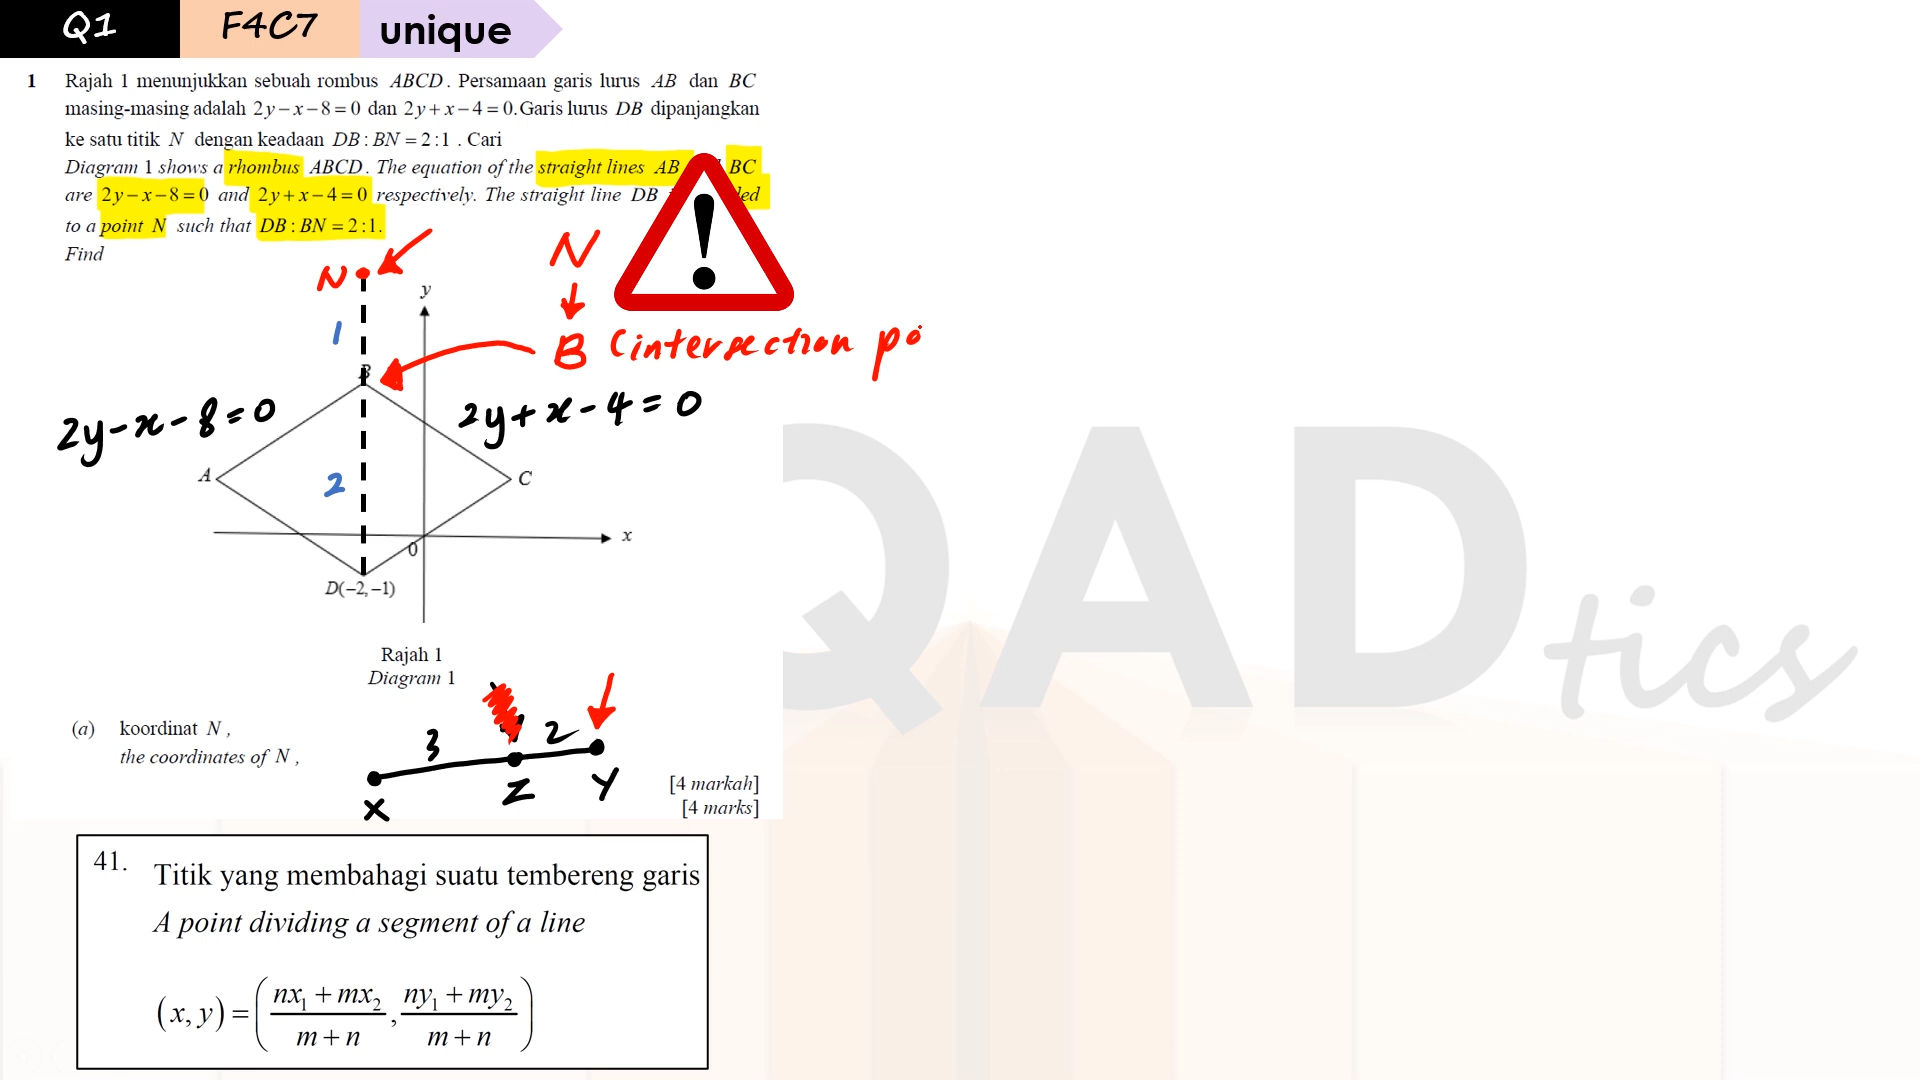 Q1 F4C7 unique
1 Rajah 1 menunjukkan sebuah rombus ABCD. Persamaan garis lurus AB dan BC
masing-masing adalah 2y−x−8=0 dan 2y+x−4=0.Garis lurus DB dipanjangkan
ke satu titik N dengan keadaan DB:BN=2:1. Cari
Diagram 1 shows a rhombus ABCD. The equation of the straight lines AB BC
are 2y−x−8=0 and 2y+x−4=0 respectively. The straight line DB
to a point N such that DB:BN=2:1.
Find
N
N
y
1
B (intersection po
B
2y-x-8=0
2y+x-4=0
A
2
C
x
0
D(−2,−1)
Rajah 1
Diagram 1
(a) koordinat N,
the coordinates of N,
3 2
X Z Y
[4 markah]
[4 marks]
41. Titik yang membahagi suatu tembereng garis
A point dividing a segment of a line
(x, y) = ( nx₁ + mx₂ / m + n , ny₁ + my₂ / m + n )
QADtics